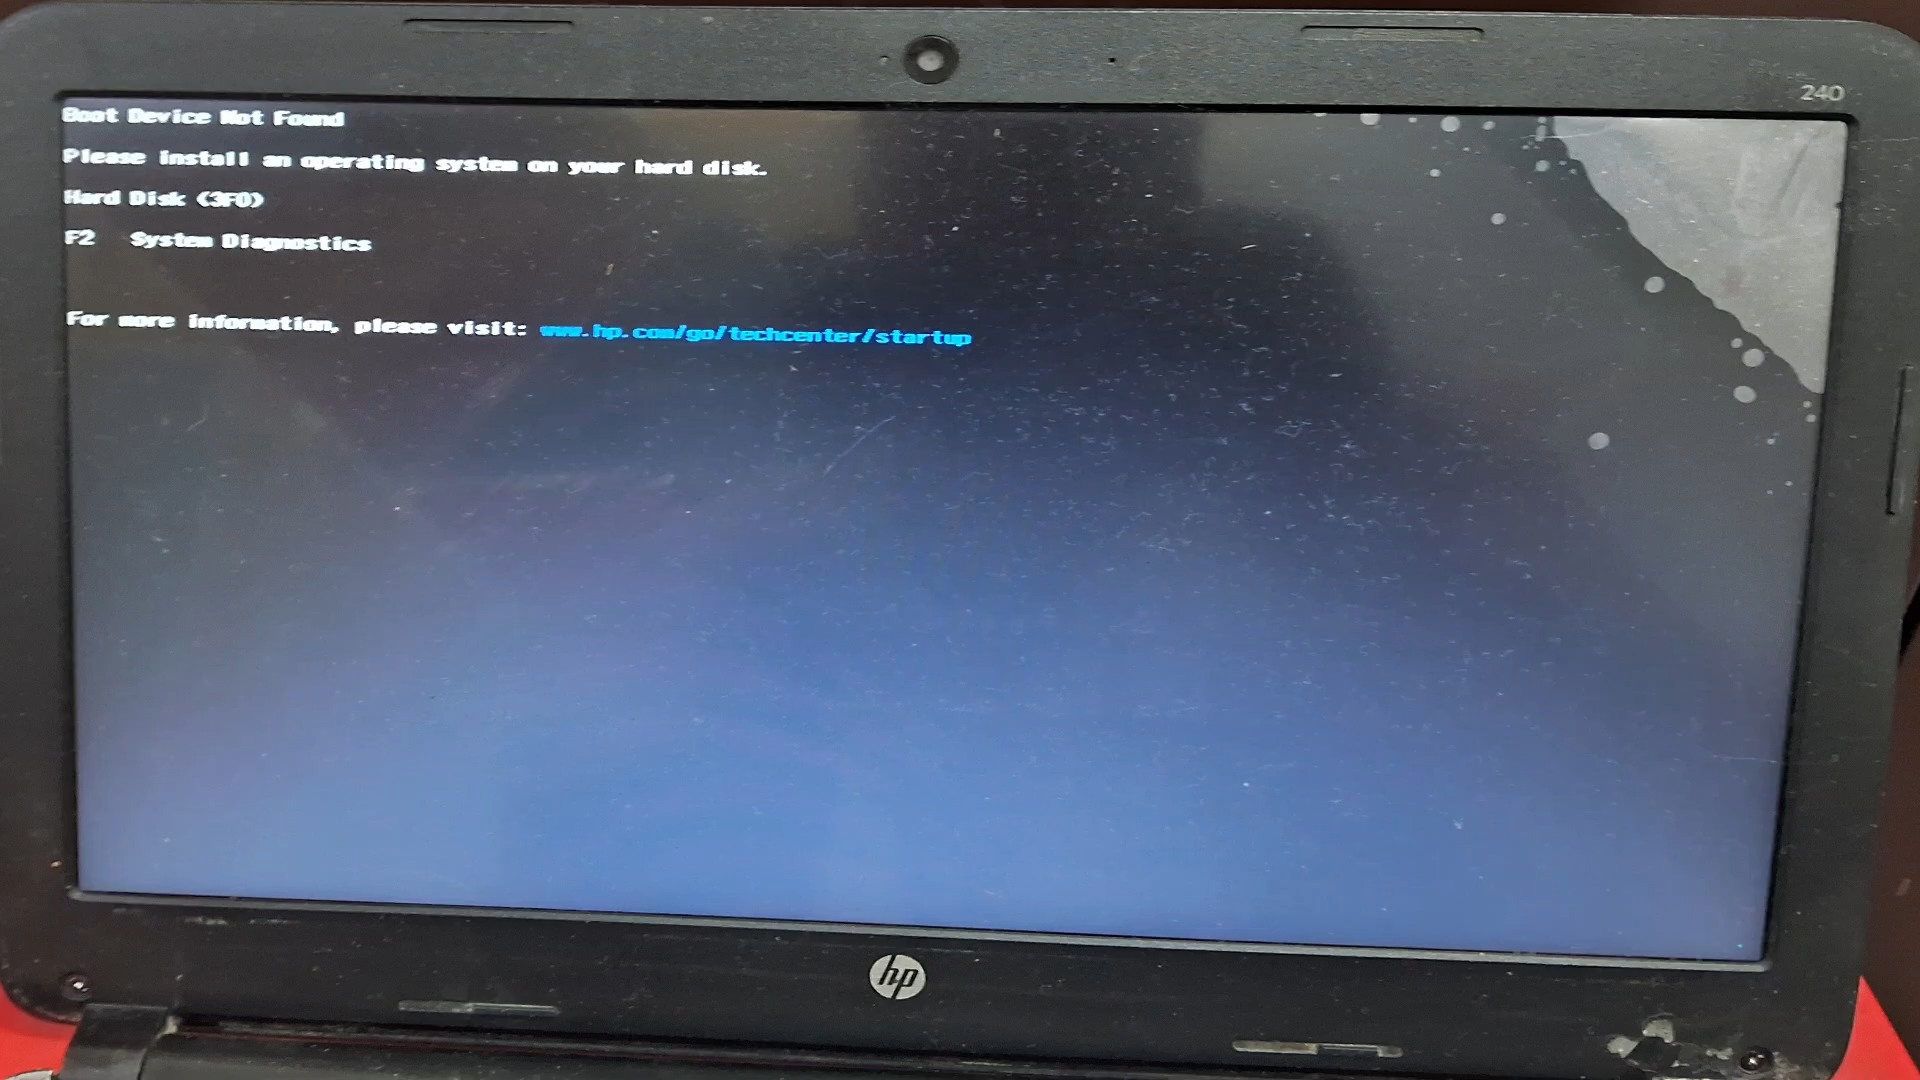 240
Boot Device Not Found
Please install an operating system on your hard disk.
Hard Disk (3F0)
F2 System Diagnostics
For more information, please visit: www.hp.com/go/techcenter/startup
hp